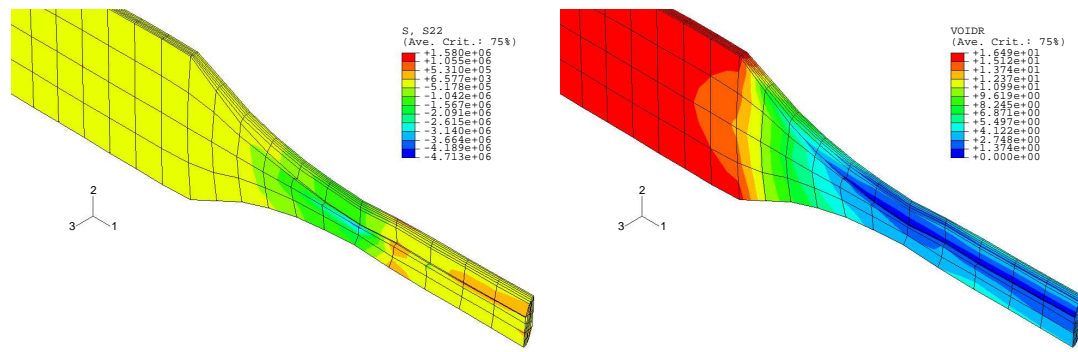 S, S22
(Ave. Crit.: 75%)
+1.580e+06
+1.055e+06
+5.310e+05
+6.577e+03
-5.178e+05
-1.042e+06
-1.567e+06
-2.091e+06
-2.615e+06
-3.140e+06
-3.664e+06
-4.189e+06
-4.713e+06
2
3
1
VOIDR
(Ave. Crit.: 75%)
+1.649e+01
+1.512e+01
+1.374e+01
+1.237e+01
+1.099e+01
+9.619e+00
+8.245e+00
+6.871e+00
+5.497e+00
+4.122e+00
+2.748e+00
+1.374e+00
+0.000e+00
2
3
1